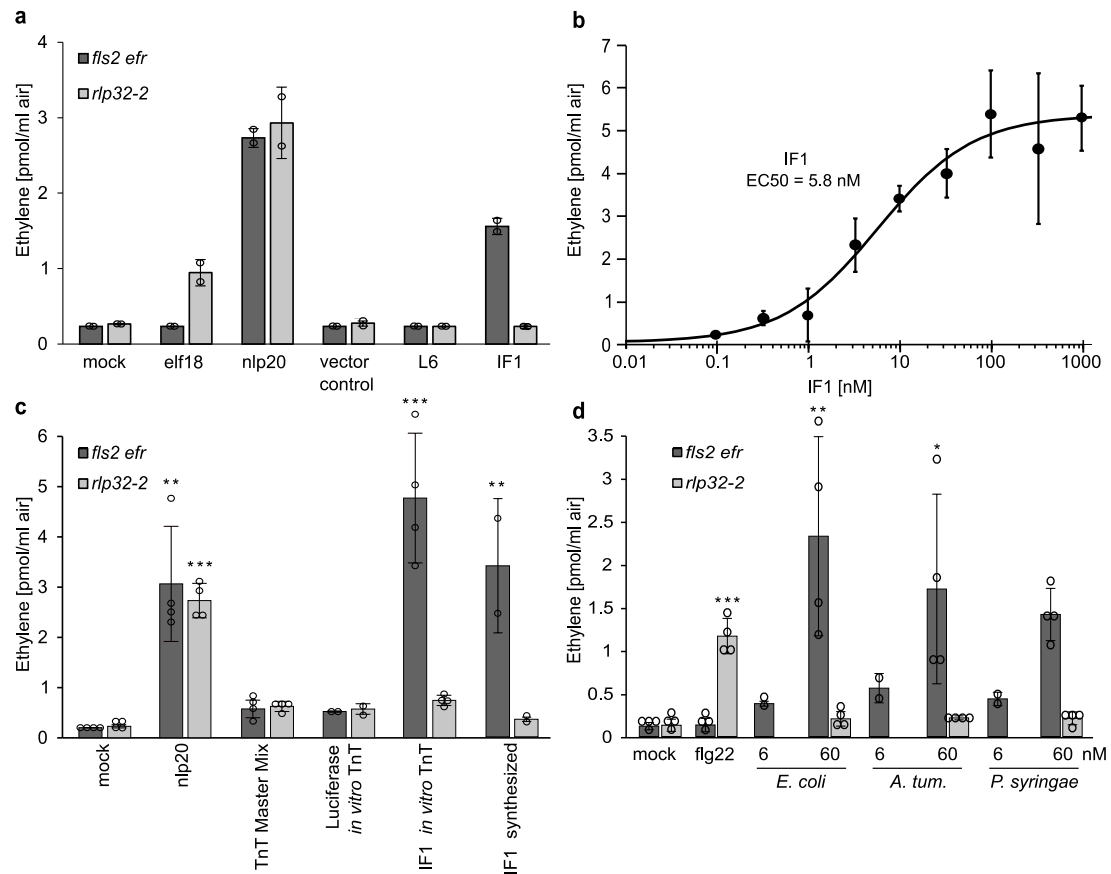 a
Ethylene [pmol/ml air]
4
3
2
1
0
fls2 efr
rlp32-2
mock
elf18
nlp20
vector
control
L6
IF1
b
Ethylene [pmol/ml air]
7
6
5
4
3
2
1
0
IF1
EC50 = 5.8 nM
0.01
0.1
1
10
100
1000
IF1 [nM]
c
Ethylene [pmol/ml air]
6
5
4
3
2
1
0
fls2 efr
rlp32-2
**
***
***
**
mock
nlp20
TnT Master Mix
Luciferase
in vitro TnT
IF1 in vitro TnT
IF1 synthesized
d
Ethylene [pmol/ml air]
3.5
3
2.5
2
1.5
1
0.5
0
fls2 efr
rlp32-2
***
**
*
mock
flg22
6
60
6
60
6
60
nM
E. coli
A. tum.
P. syringae